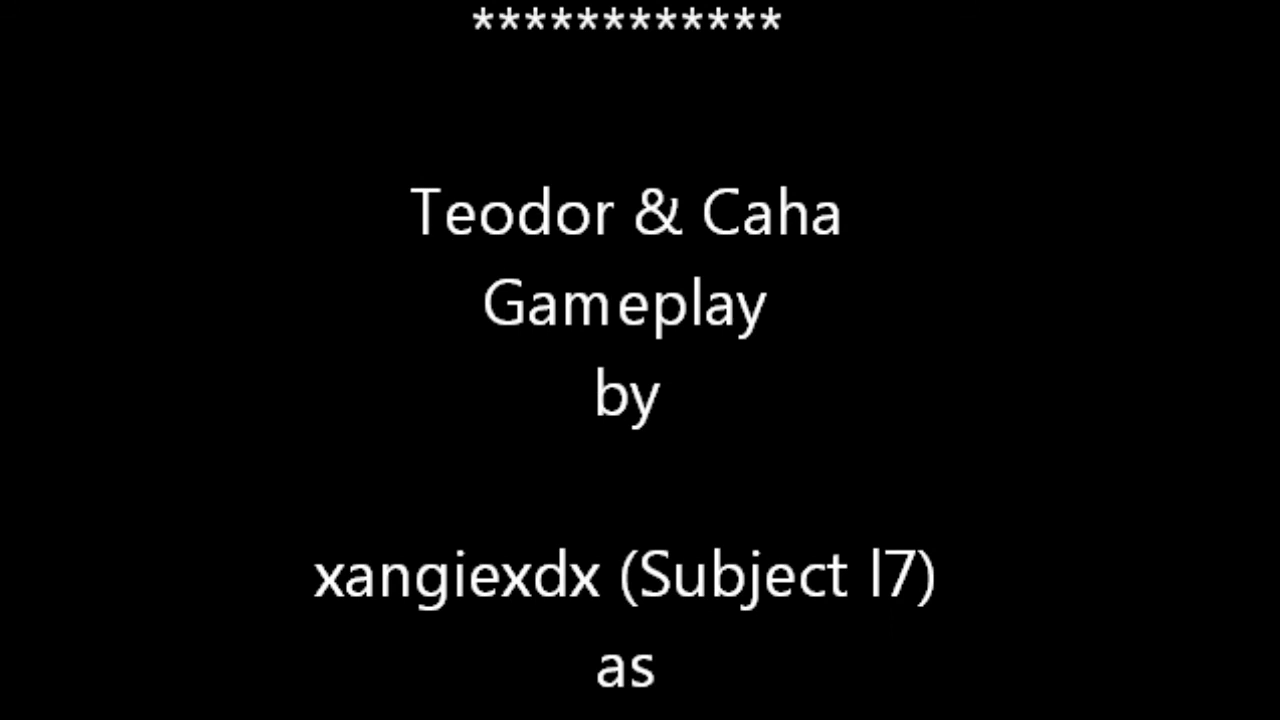 ************
Teodor & Caha
Gameplay
by
xangiexdx (Subject l7)
as